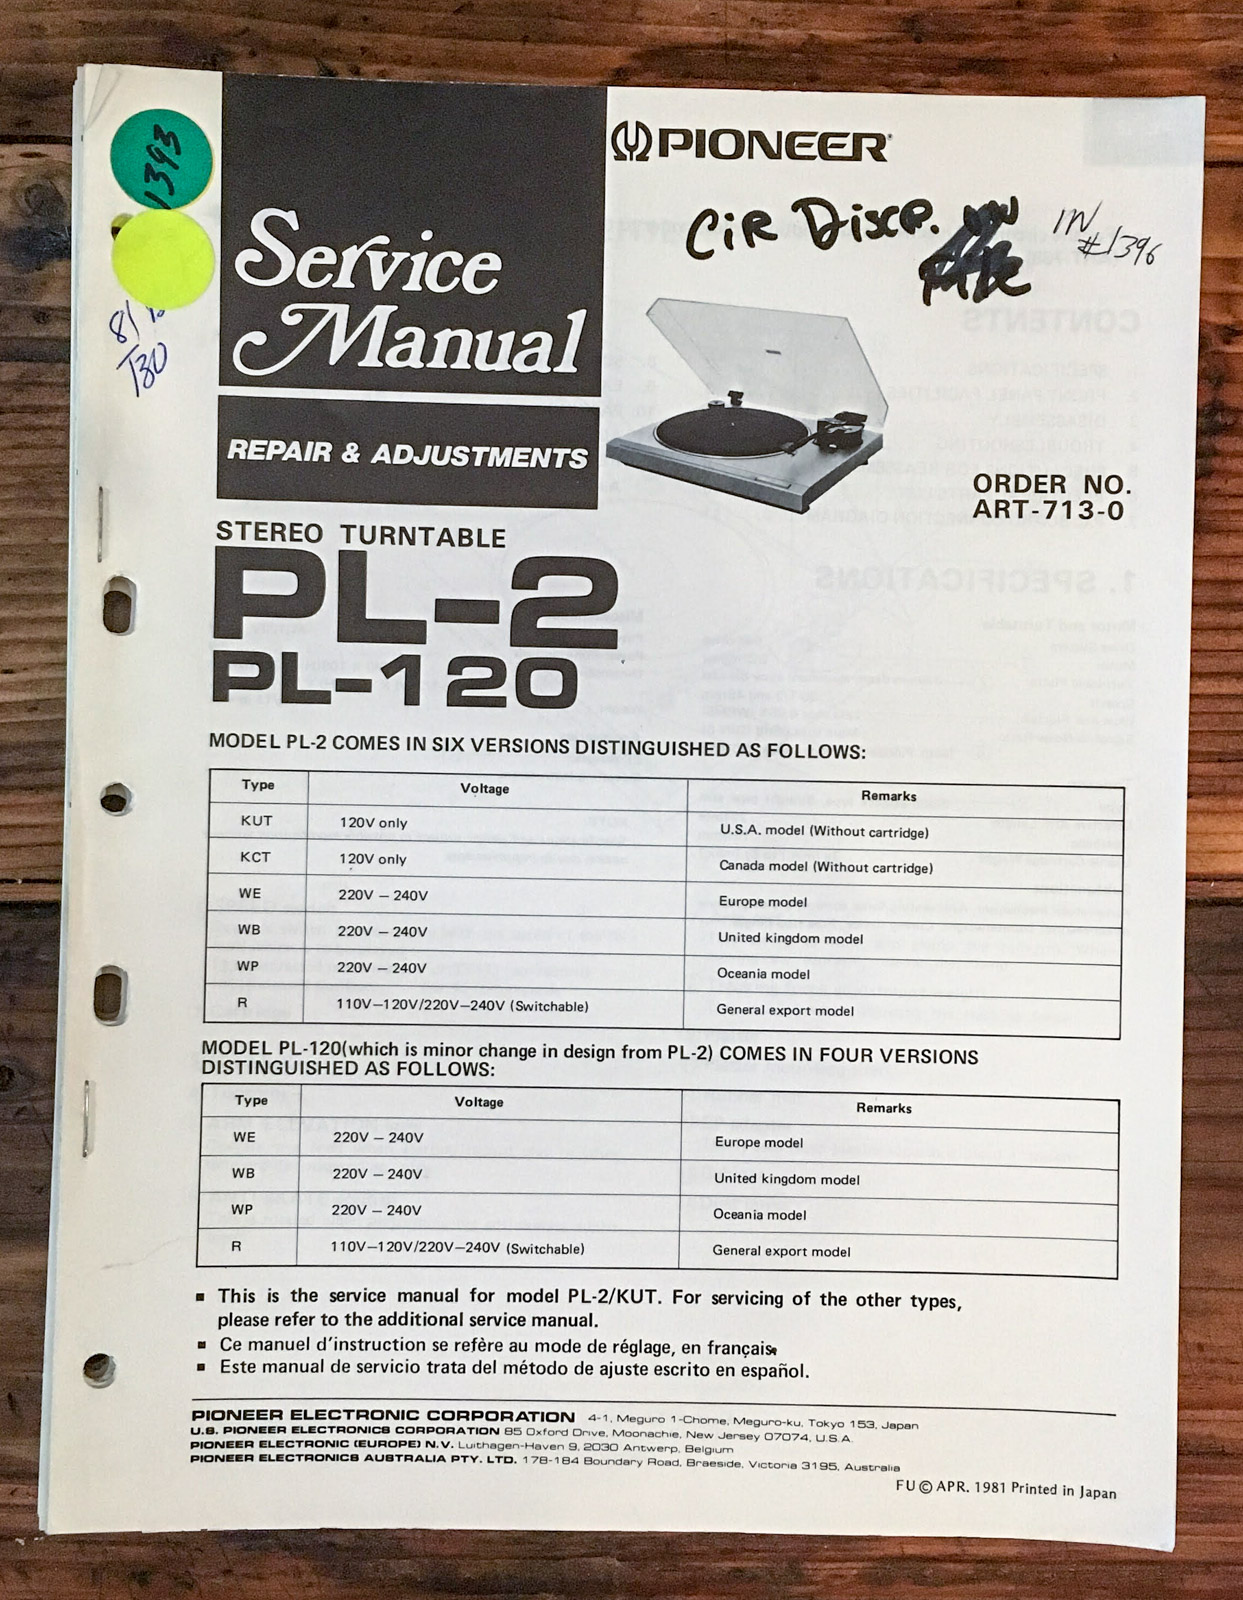 1393
8/
130
Service
Manual
REPAIR & ADJUSTMENTS
PIONEER
CiR Discp.
IN
#1396
ORDER NO.
ART-713-0
STEREO TURNTABLE
PL-2
PL-120
MODEL PL-2 COMES IN SIX VERSIONS DISTINGUISHED AS FOLLOWS:
Type Voltage Remarks
KUT 120V only U.S.A. model (Without cartridge)
KCT 120V only Canada model (Without cartridge)
WE 220V – 240V Europe model
WB 220V – 240V United kingdom model
WP 220V – 240V Oceania model
R 110V–120V/220V–240V (Switchable) General export model
MODEL PL-120(which is minor change in design from PL-2) COMES IN FOUR VERSIONS
DISTINGUISHED AS FOLLOWS:
Type Voltage Remarks
WE 220V – 240V Europe model
WB 220V – 240V United kingdom model
WP 220V – 240V Oceania model
R 110V–120V/220V–240V (Switchable) General export model
▪ This is the service manual for model PL-2/KUT. For servicing of the other types,
please refer to the additional service manual.
▪ Ce manuel d'instruction se refère au mode de réglage, en français.
▪ Este manual de servicio trata del método de ajuste escrito en español.
PIONEER ELECTRONIC CORPORATION 4-1, Meguro 1-Chome, Meguro-ku, Tokyo 153, Japan
U.S. PIONEER ELECTRONICS CORPORATION 85 Oxford Drive, Moonachie, New Jersey 07074, U.S.A.
PIONEER ELECTRONIC (EUROPE) N.V. Luithagen-Haven 9, 2030 Antwerp, Belgium
PIONEER ELECTRONICS AUSTRALIA PTY. LTD. 178-184 Boundary Road, Braeside, Victoria 3195, Australia
FU © APR. 1981 Printed in Japan